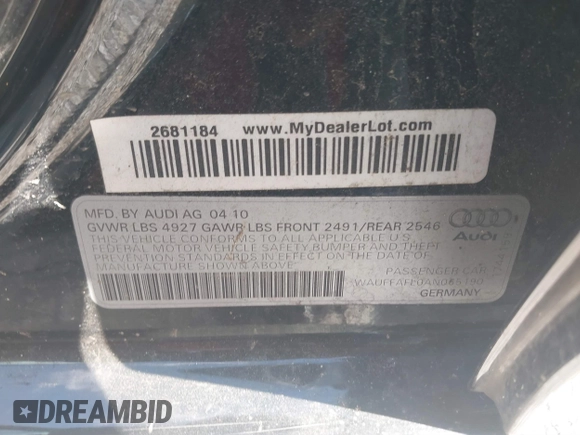 2681184 www.MyDealerLot.com
MFD. BY AUDI AG 04 10
GVWR LBS 4927 GAWR LBS FRONT 2491/REAR 2546
THIS VEHICLE CONFORMS TO ALL APPLICABLE U S
FEDERAL MOTOR VEHICLE SAFETY BUMPER AND THEFT
PREVENTION STANDARDS IN EFFECT ON THE DATE OF
MANUFACTURE SHOWN ABOVE.
Audi
PASSENGER CAR
GERMANY
DREAMBID